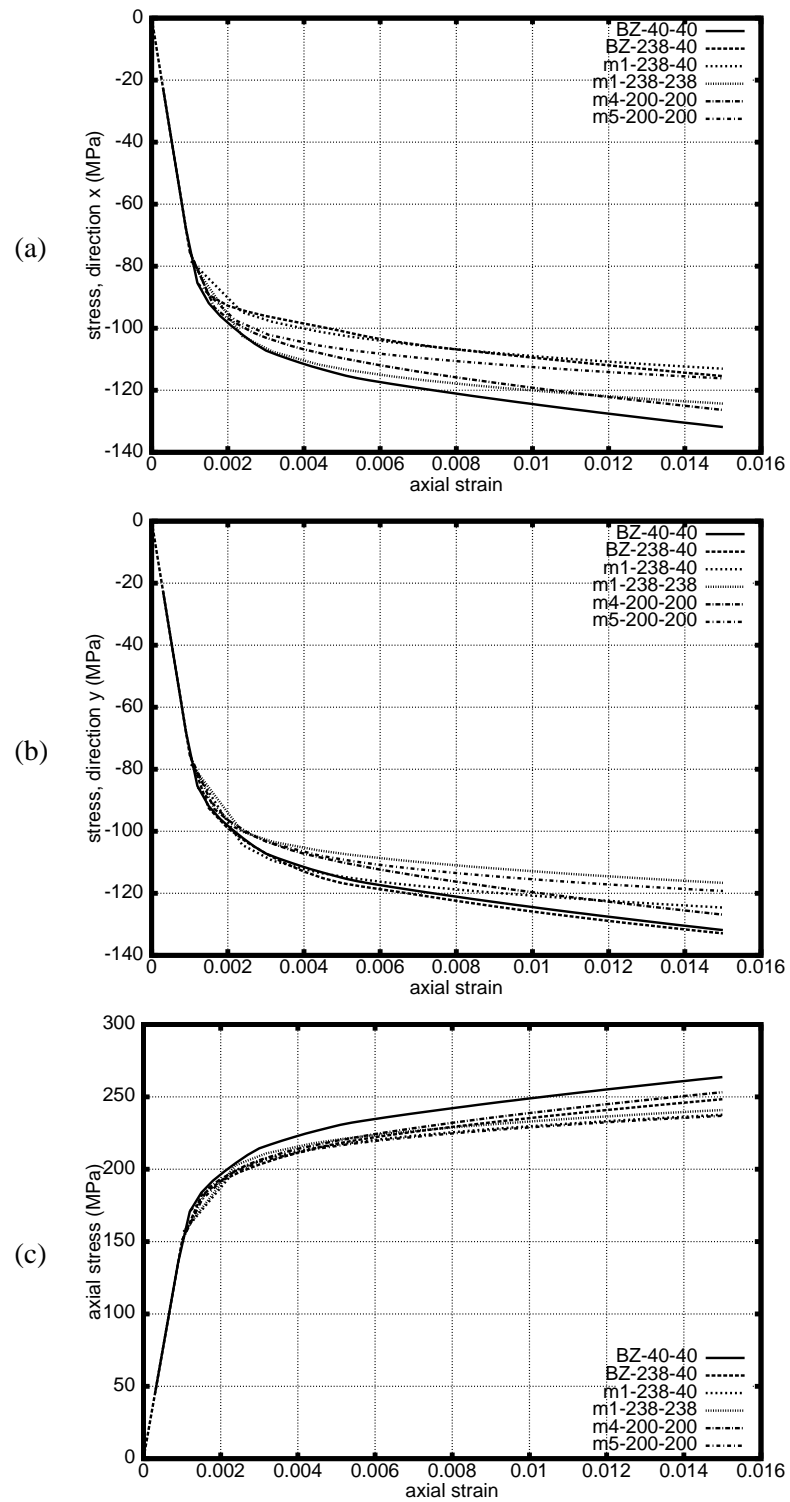 (a)
stress, direction x (MPa)
0
-20
-40
-60
-80
-100
-120
-140
0 0.002 0.004 0.006 0.008 0.01 0.012 0.014 0.016
axial strain
BZ-40-40
BZ-238-40
m1-238-40
m1-238-238
m4-200-200
m5-200-200
(b)
stress, direction y (MPa)
0
-20
-40
-60
-80
-100
-120
-140
0 0.002 0.004 0.006 0.008 0.01 0.012 0.014 0.016
axial strain
BZ-40-40
BZ-238-40
m1-238-40
m1-238-238
m4-200-200
m5-200-200
(c)
axial stress (MPa)
300
250
200
150
100
50
0
0 0.002 0.004 0.006 0.008 0.01 0.012 0.014 0.016
axial strain
BZ-40-40
BZ-238-40
m1-238-40
m1-238-238
m4-200-200
m5-200-200